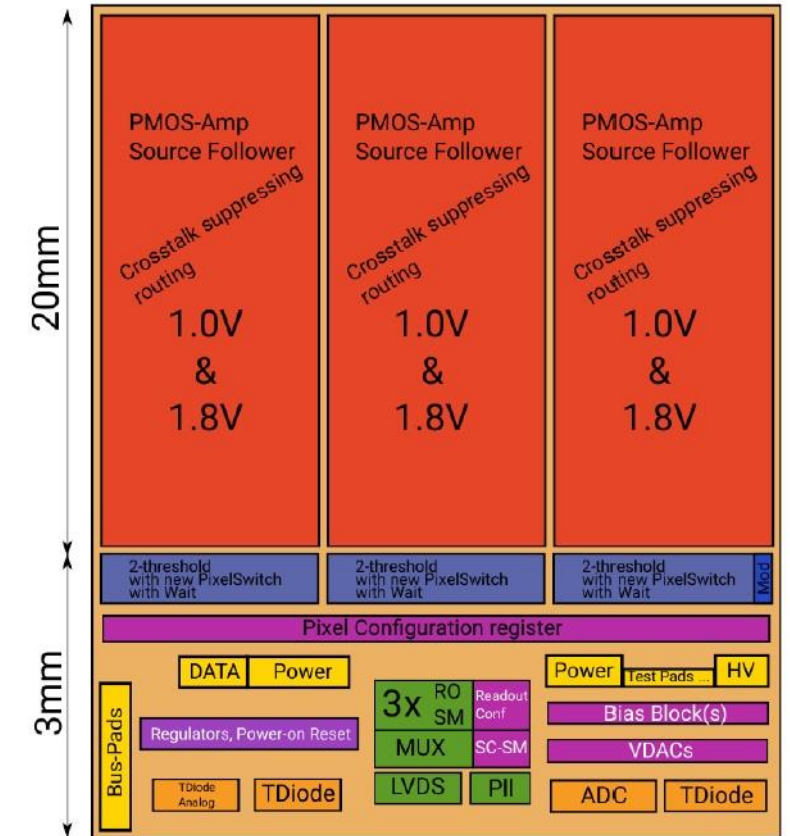 20mm
PMOS-Amp
Source Follower
Crosstalk suppressing
routing
1.0V
&
1.8V
PMOS-Amp
Source Follower
Crosstalk suppressing
routing
1.0V
&
1.8V
PMOS-Amp
Source Follower
Crosstalk suppressing
routing
1.0V
&
1.8V
3mm
2-threshold
with new PixelSwitch
with Wait
2-threshold
with new PixelSwitch
with Wait
2-threshold
with new PixelSwitch
with Wait
Mod
Pixel Configuration register
DATA
Power
Power
Test Pads ...
HV
Bus-Pads
Regulators, Power-on Reset
3x
RO
SM
Readout
Conf
MUX
SC-SM
LVDS
Pll
Bias Block(s)
VDACs
TDiode
Analog
TDiode
ADC
TDiode